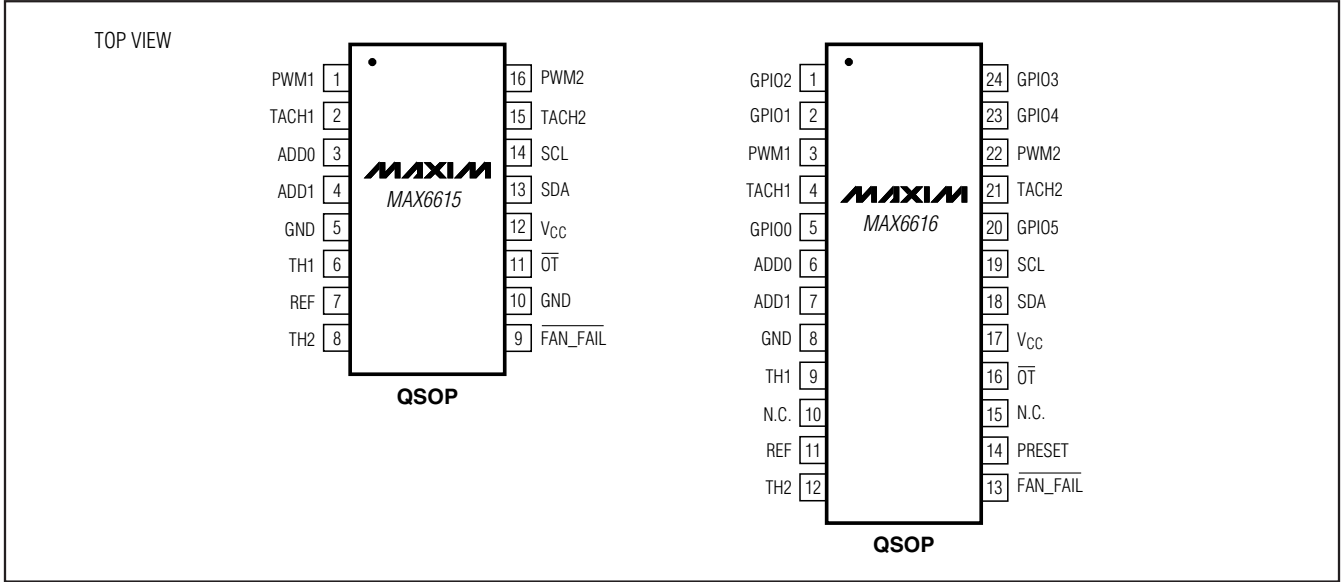 TOP VIEW
PWM1 1 16 PWM2
TACH1 2 15 TACH2
ADD0 3 14 SCL
ADD1 4 13 SDA
GND 5 12 VCC
TH1 6 11 OT
REF 7 10 GND
TH2 8 9 FAN_FAIL
MAXIM
MAX6615
QSOP
GPIO2 1 24 GPIO3
GPIO1 2 23 GPIO4
PWM1 3 22 PWM2
TACH1 4 21 TACH2
GPIO0 5 20 GPIO5
ADD0 6 19 SCL
ADD1 7 18 SDA
GND 8 17 VCC
TH1 9 16 OT
N.C. 10 15 N.C.
REF 11 14 PRESET
TH2 12 13 FAN_FAIL
MAXIM
MAX6616
QSOP